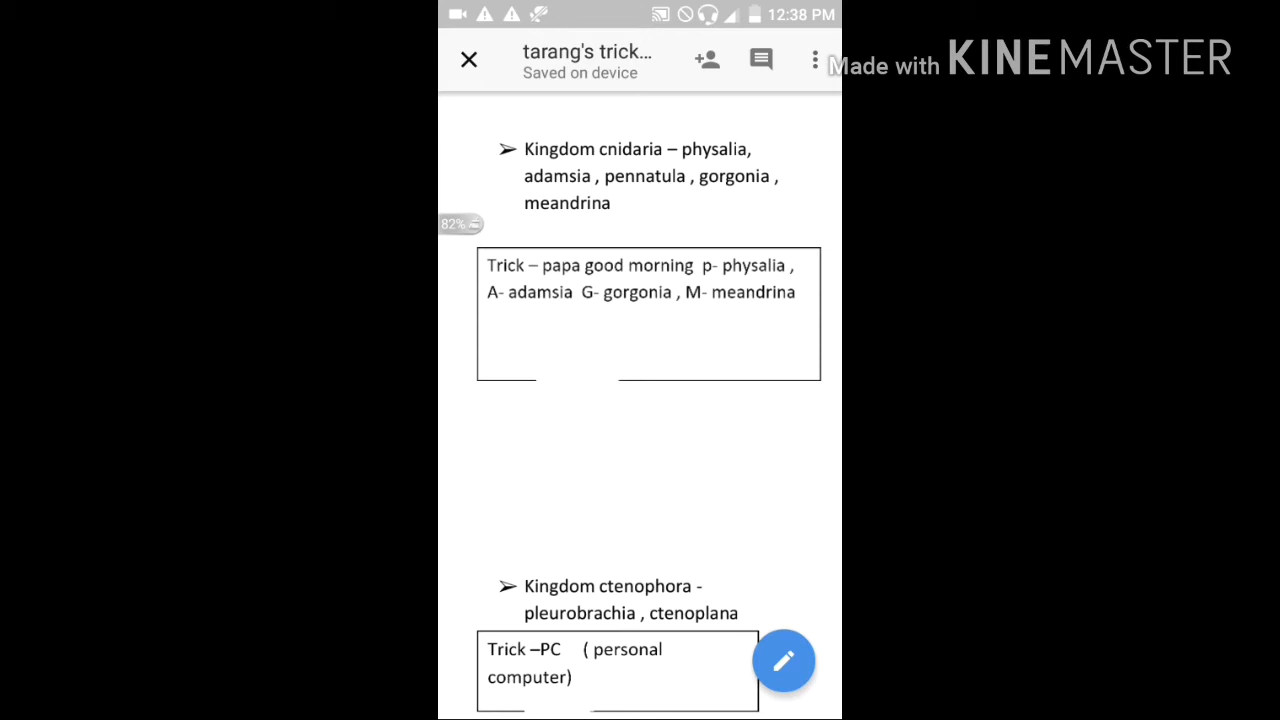 12:38 PM
tarang's trick...
Saved on device
Made with KINEMASTER
➢ Kingdom cnidaria – physalia,
adamsia , pennatula , gorgonia ,
meandrina
82%
Trick – papa good morning p- physalia ,
A- adamsia G- gorgonia , M- meandrina
➢ Kingdom ctenophora -
pleurobrachia , ctenoplana
Trick –PC ( personal
computer)